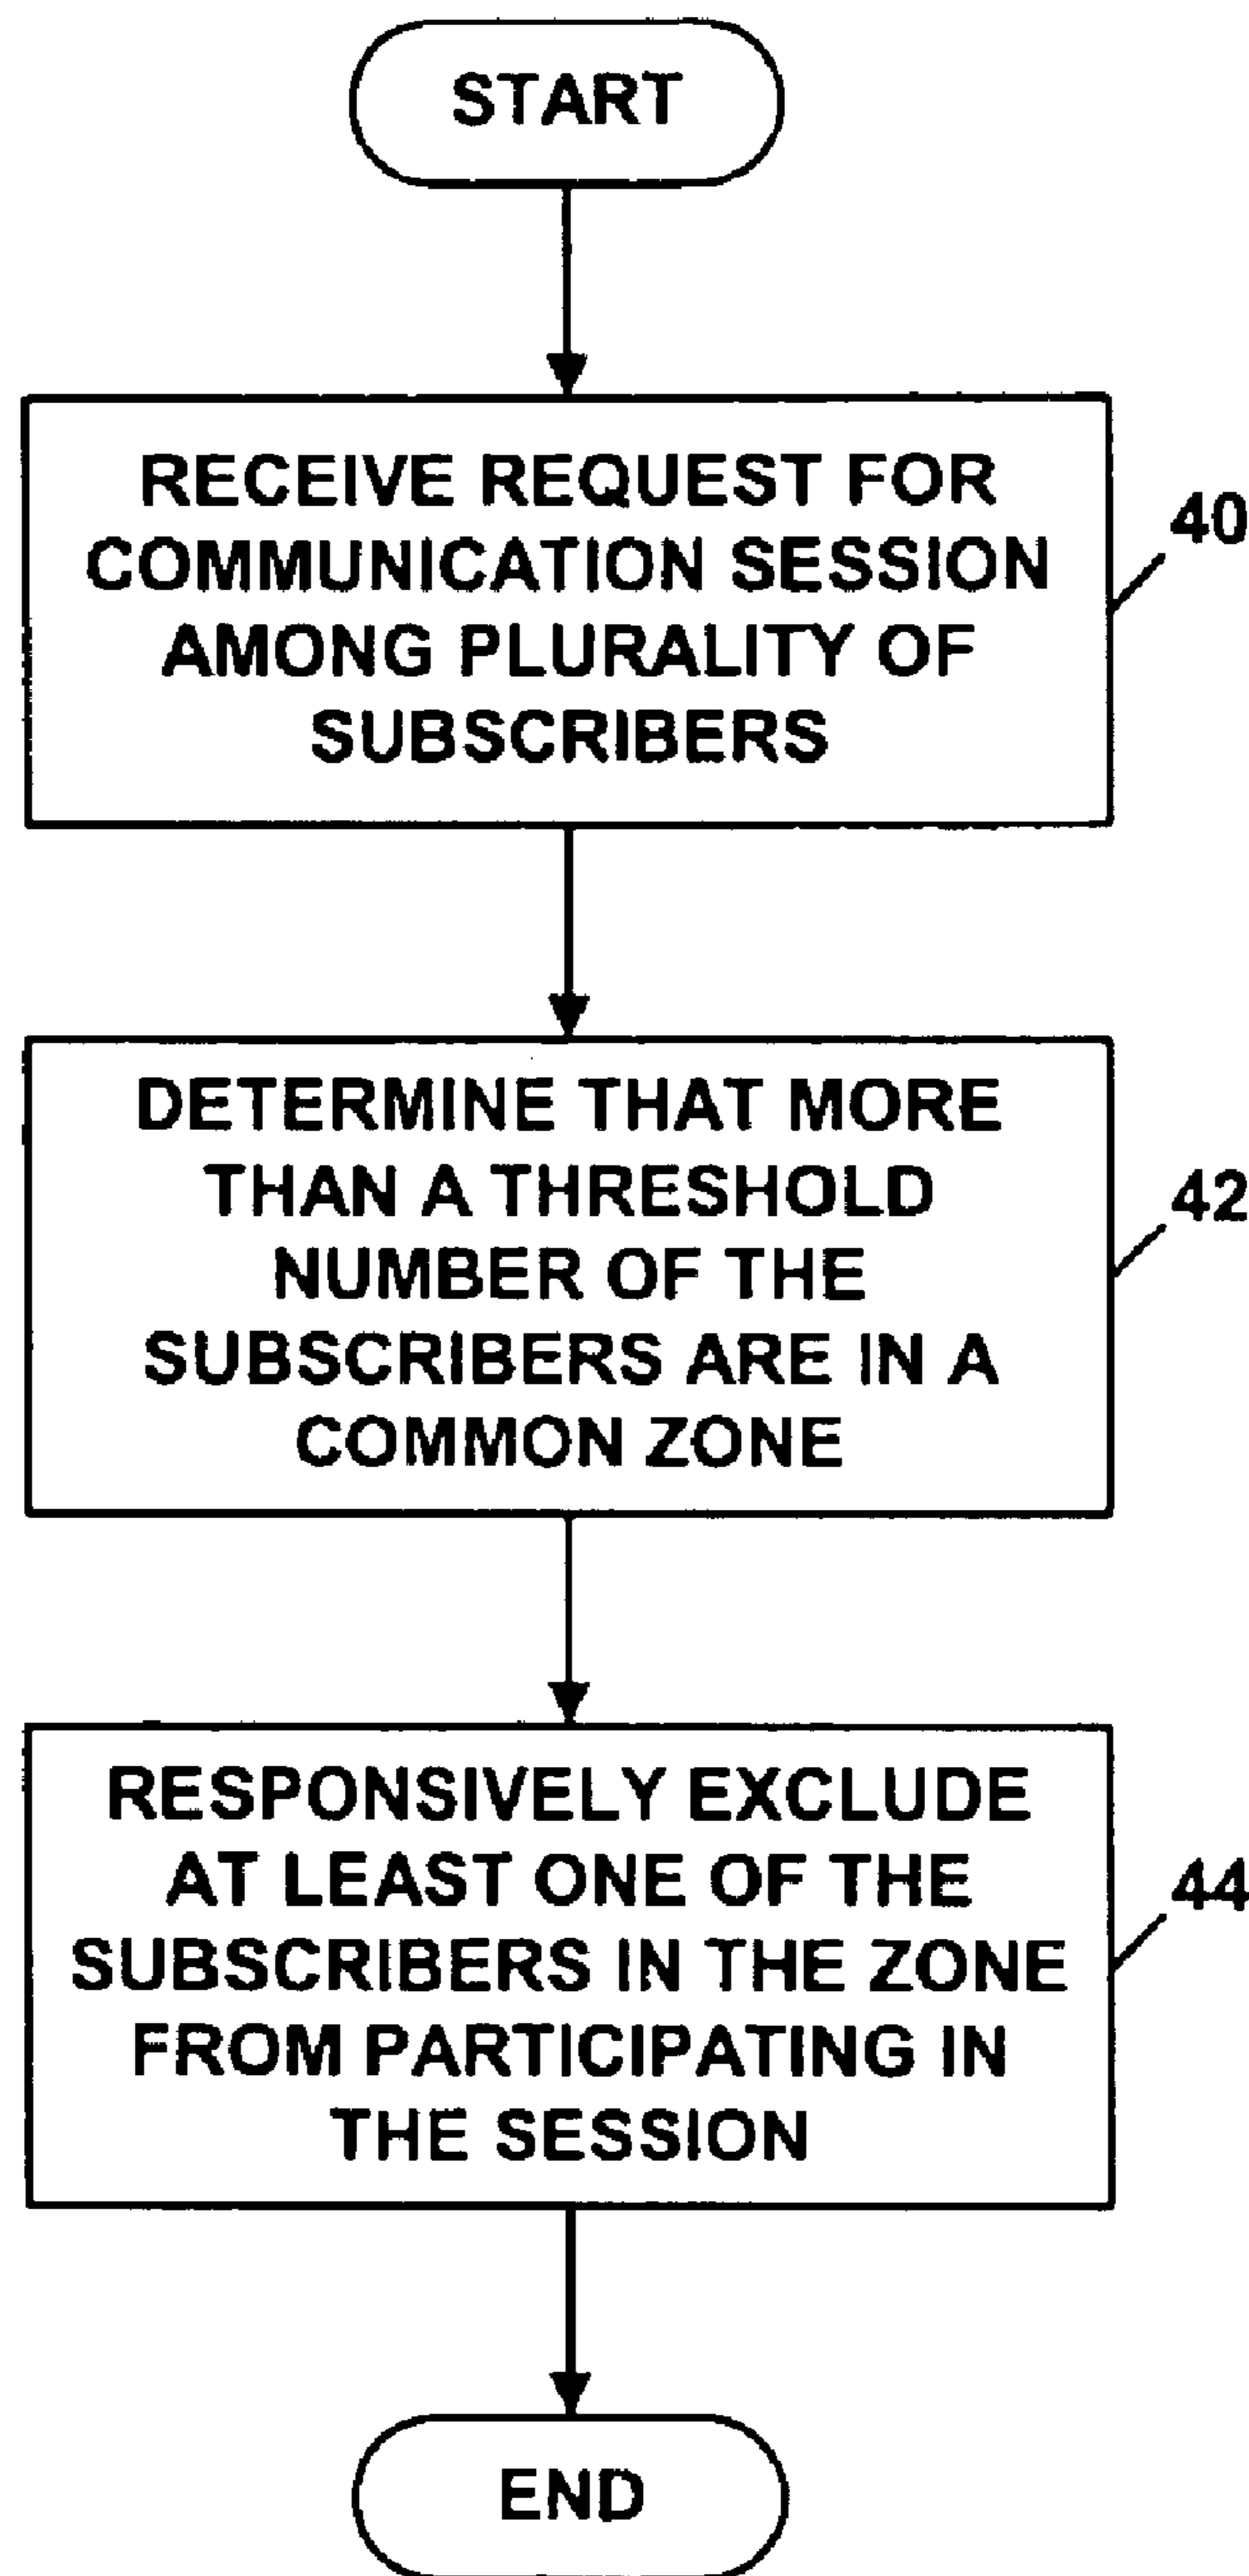 START
RECEIVE REQUEST FOR
COMMUNICATION SESSION
AMONG PLURALITY OF
SUBSCRIBERS
40
DETERMINE THAT MORE
THAN A THRESHOLD
NUMBER OF THE
SUBSCRIBERS ARE IN A
COMMON ZONE
42
RESPONSIVELY EXCLUDE
AT LEAST ONE OF THE
SUBSCRIBERS IN THE ZONE
FROM PARTICIPATING IN
THE SESSION
44
END